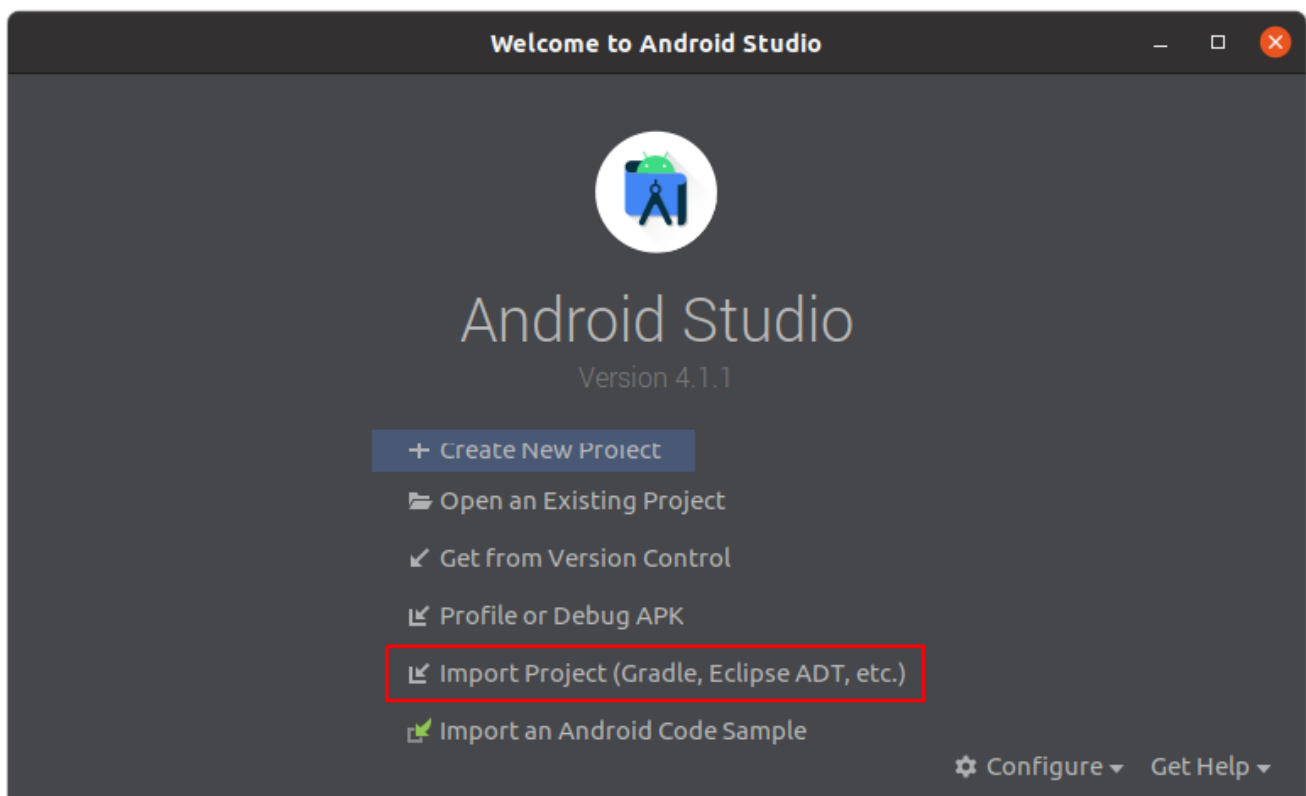 Welcome to Android Studio
Android Studio
Version 4.1.1
Create New Project
Open an Existing Project
Get from Version Control
Profile or Debug APK
Import Project (Gradle, Eclipse ADT, etc.)
Import an Android Code Sample
Configure Get Help